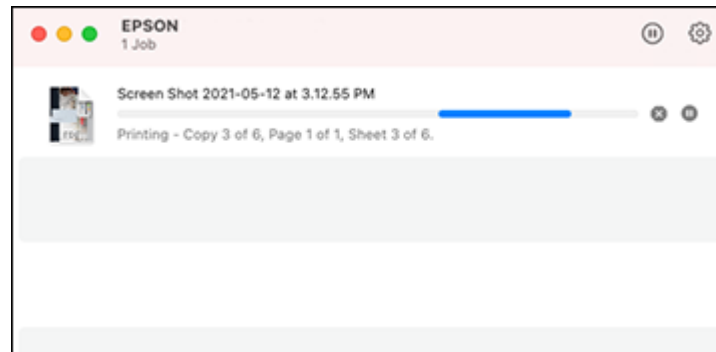 EPSON
1 Job
Screen Shot 2021-05-12 at 3.12.55 PM
Printing - Copy 3 of 6, Page 1 of 1, Sheet 3 of 6.